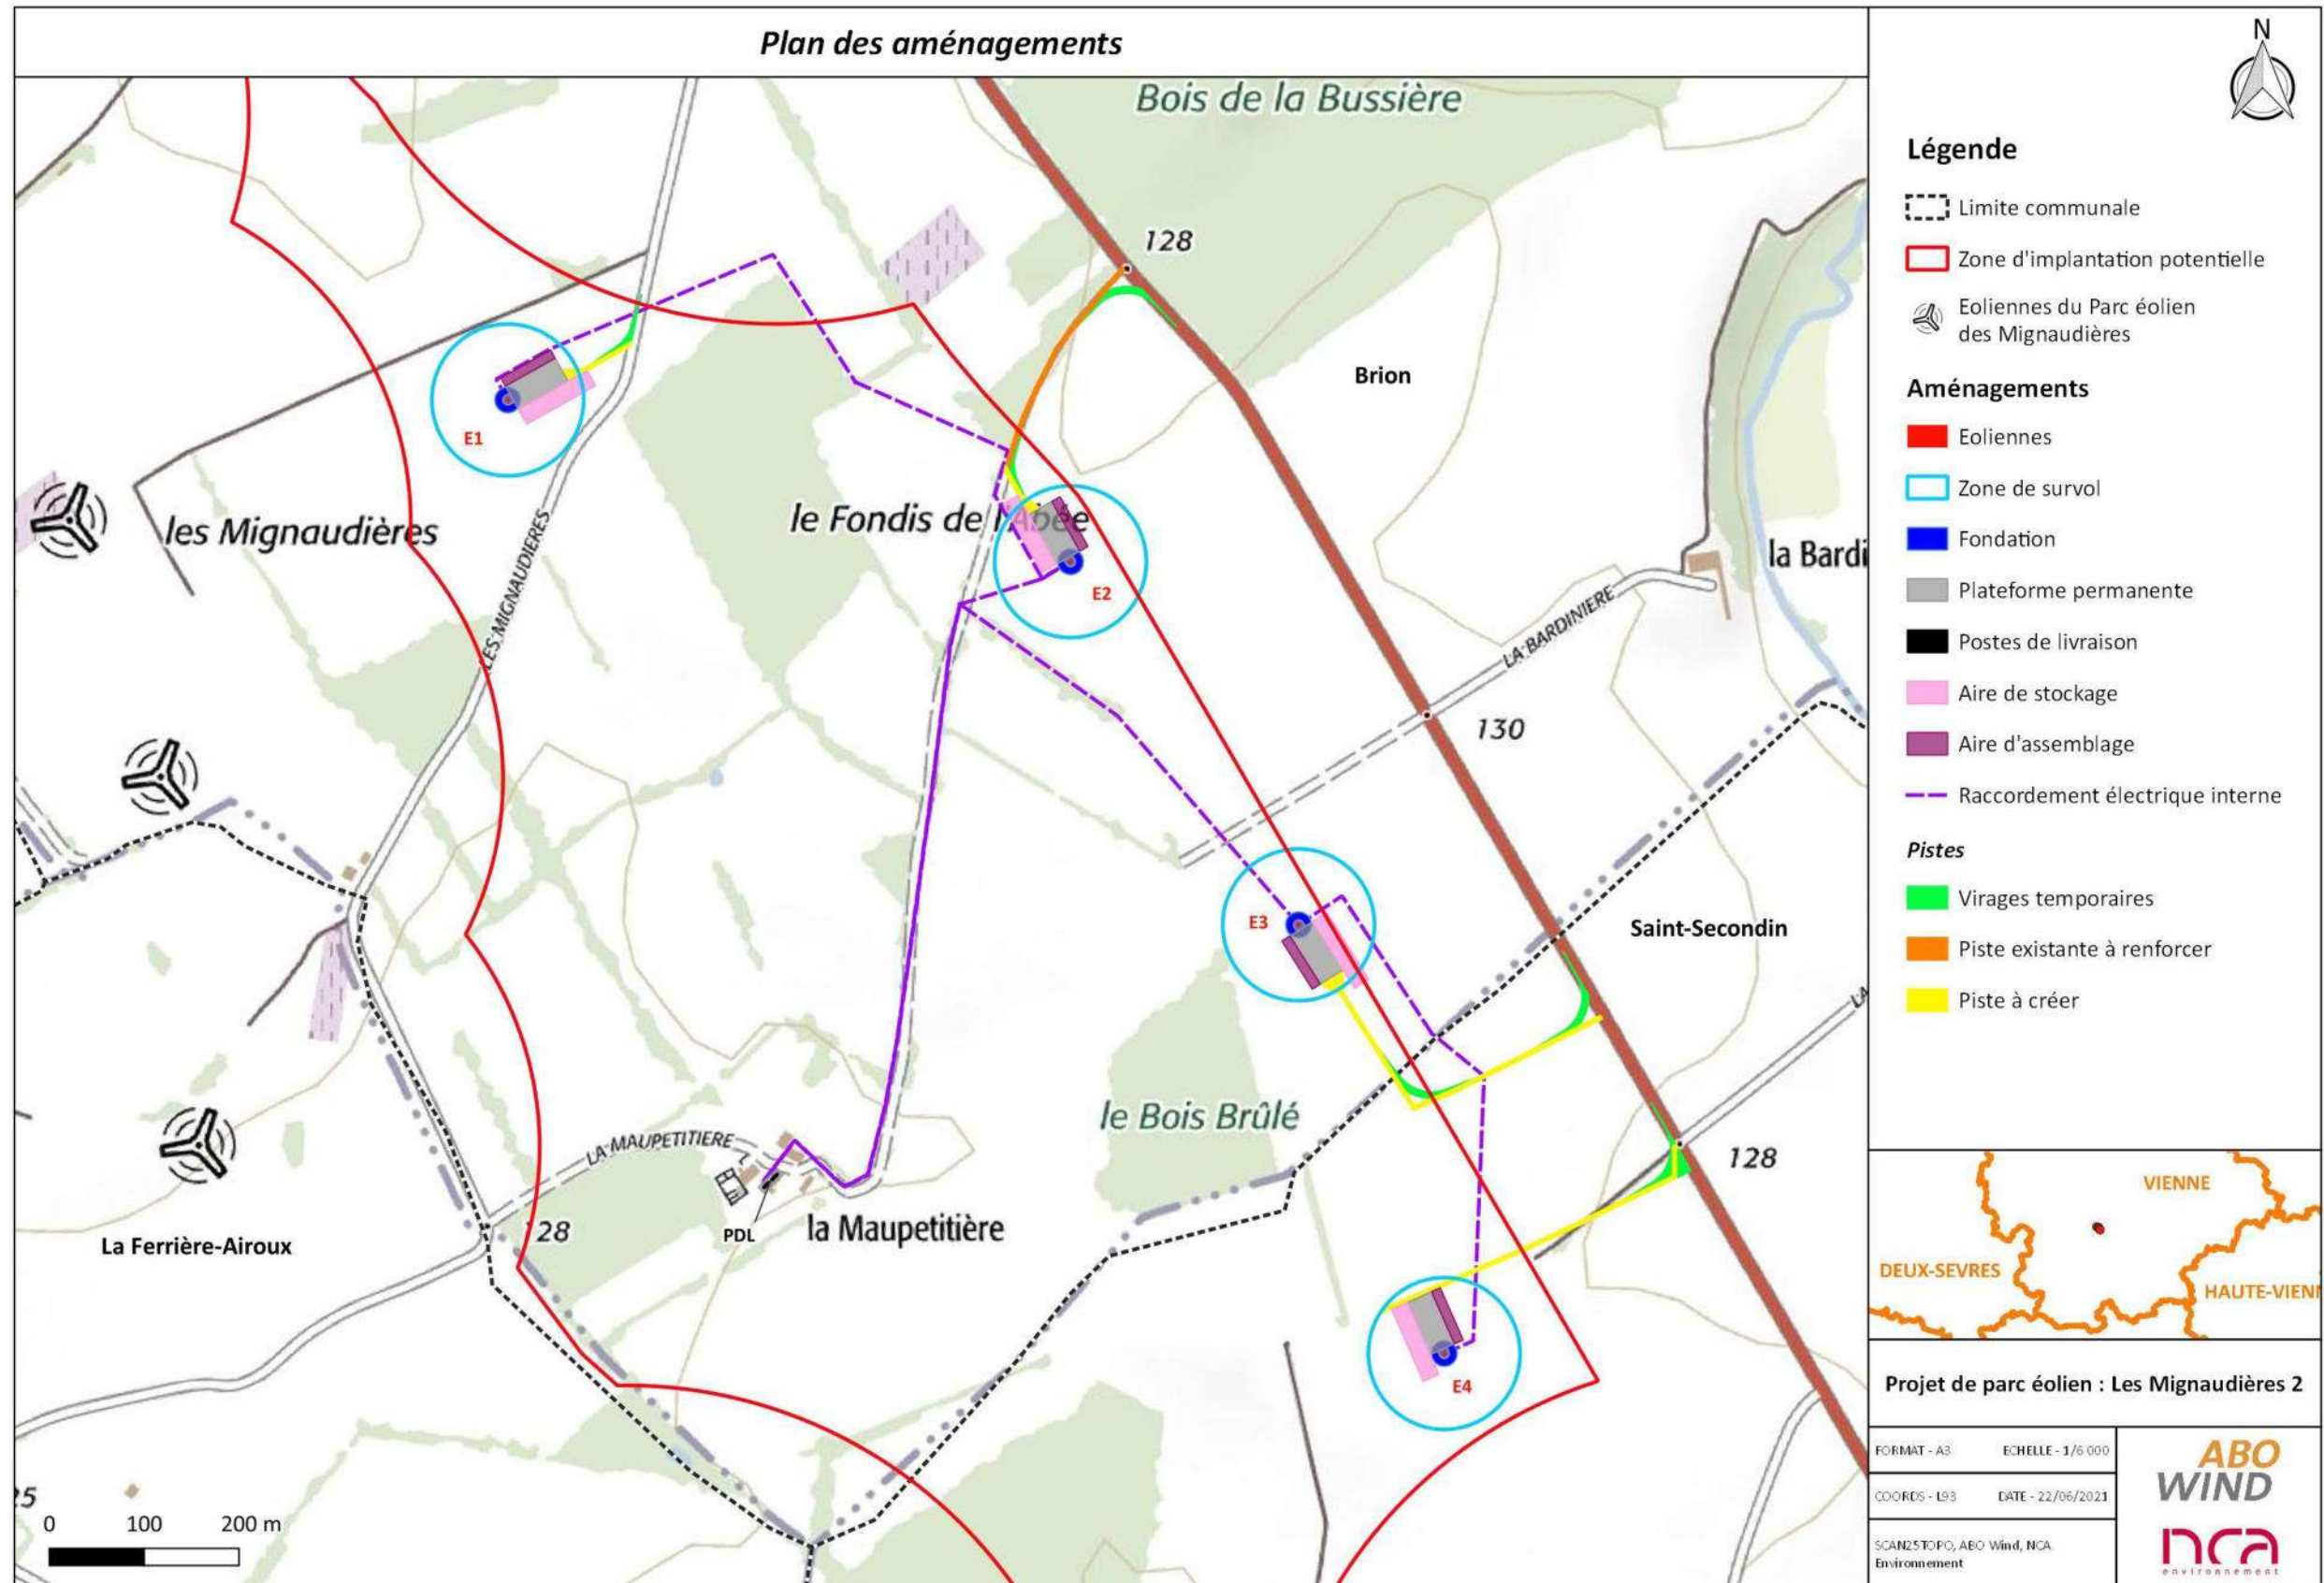 Plan des aménagements
N
Bois de la Bussière
128
Brion
E1
les Mignaudières
LES MIGNAUDIERES
le Fondis de l'Abée
E2
la Bardi
LA BARDINIERE
130
E3
Saint-Secondin
LA
le Bois Brûlé
LA MAUPETITIERE
128
PDL
la Maupetitière
28
La Ferrière-Airoux
E4
25
0 100 200 m
Légende
Limite communale
Zone d'implantation potentielle
Eoliennes du Parc éolien
des Mignaudières
Aménagements
Eoliennes
Zone de survol
Fondation
Plateforme permanente
Postes de livraison
Aire de stockage
Aire d'assemblage
Raccordement électrique interne
Pistes
Virages temporaires
Piste existante à renforcer
Piste à créer
VIENNE
DEUX-SEVRES
HAUTE-VIEN
Projet de parc éolien : Les Mignaudières 2
FORMAT - A3 ECHELLE - 1/6 000
COORDS - L93 DATE - 22/06/2021
SCAN25TOPO, ABO Wind, NCA
Environnement
ABO
WIND
nca
environnement